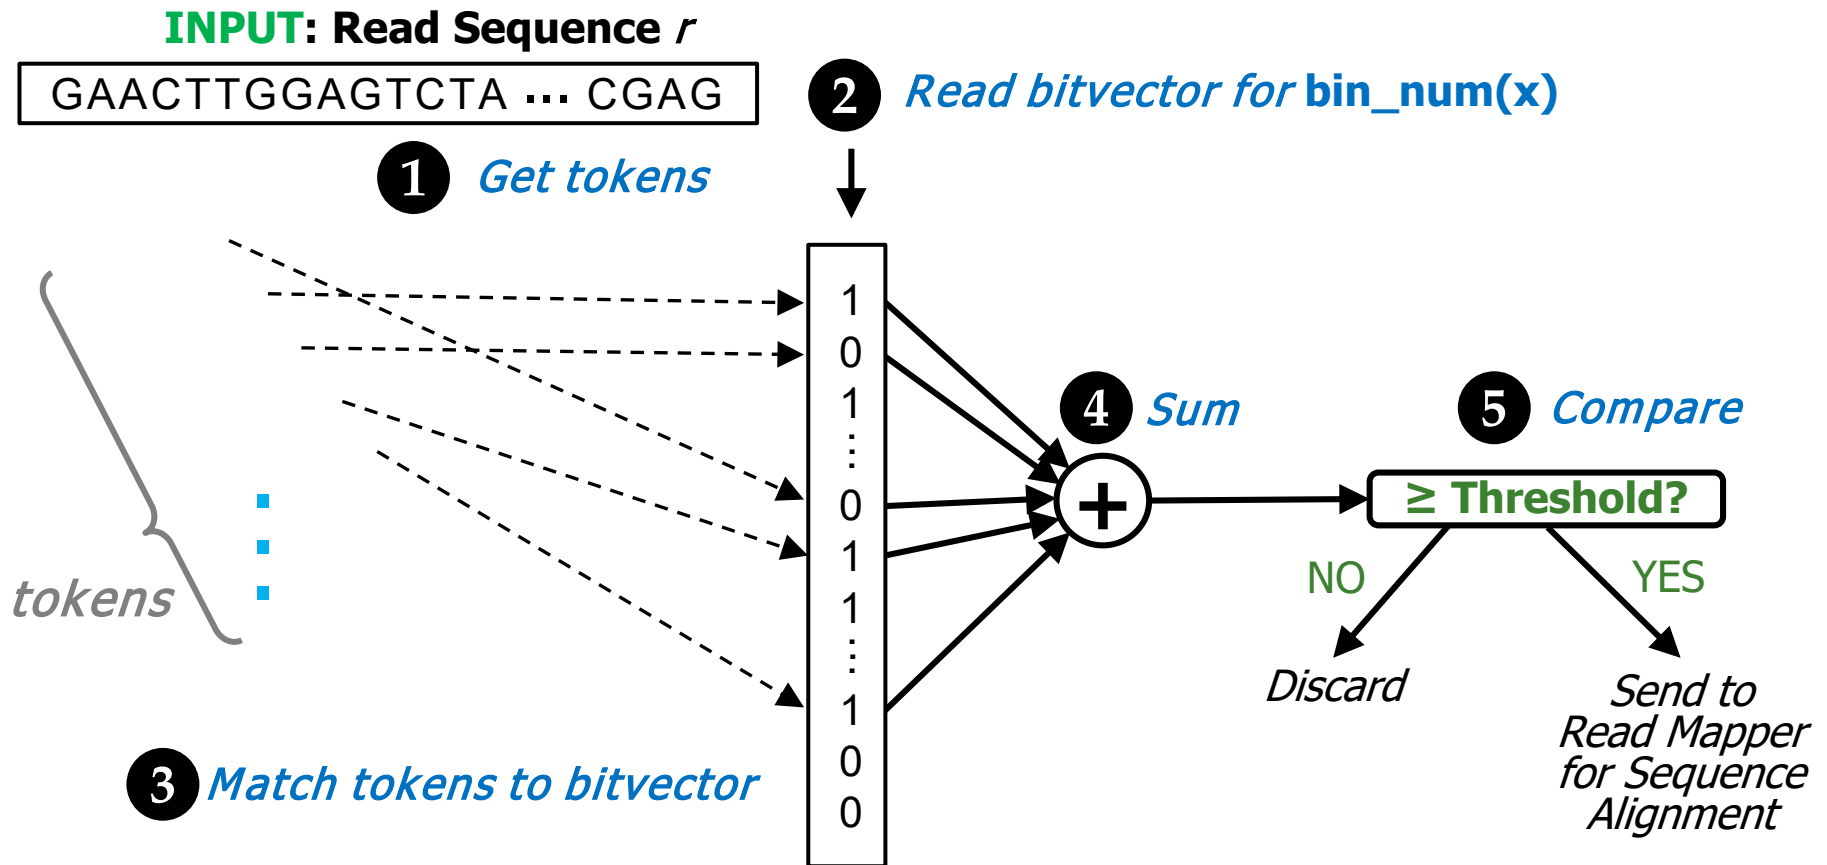 INPUT: Read Sequence r
GAACTTGGAGTCTA ... CGAG
2 Read bitvector for bin_num(x)
1 Get tokens
1
0
1
⋮
0
1
1
⋮
1
0
0
tokens
3 Match tokens to bitvector
4 Sum
+
5 Compare
≥ Threshold?
NO
YES
Discard
Send to
Read Mapper
for Sequence
Alignment